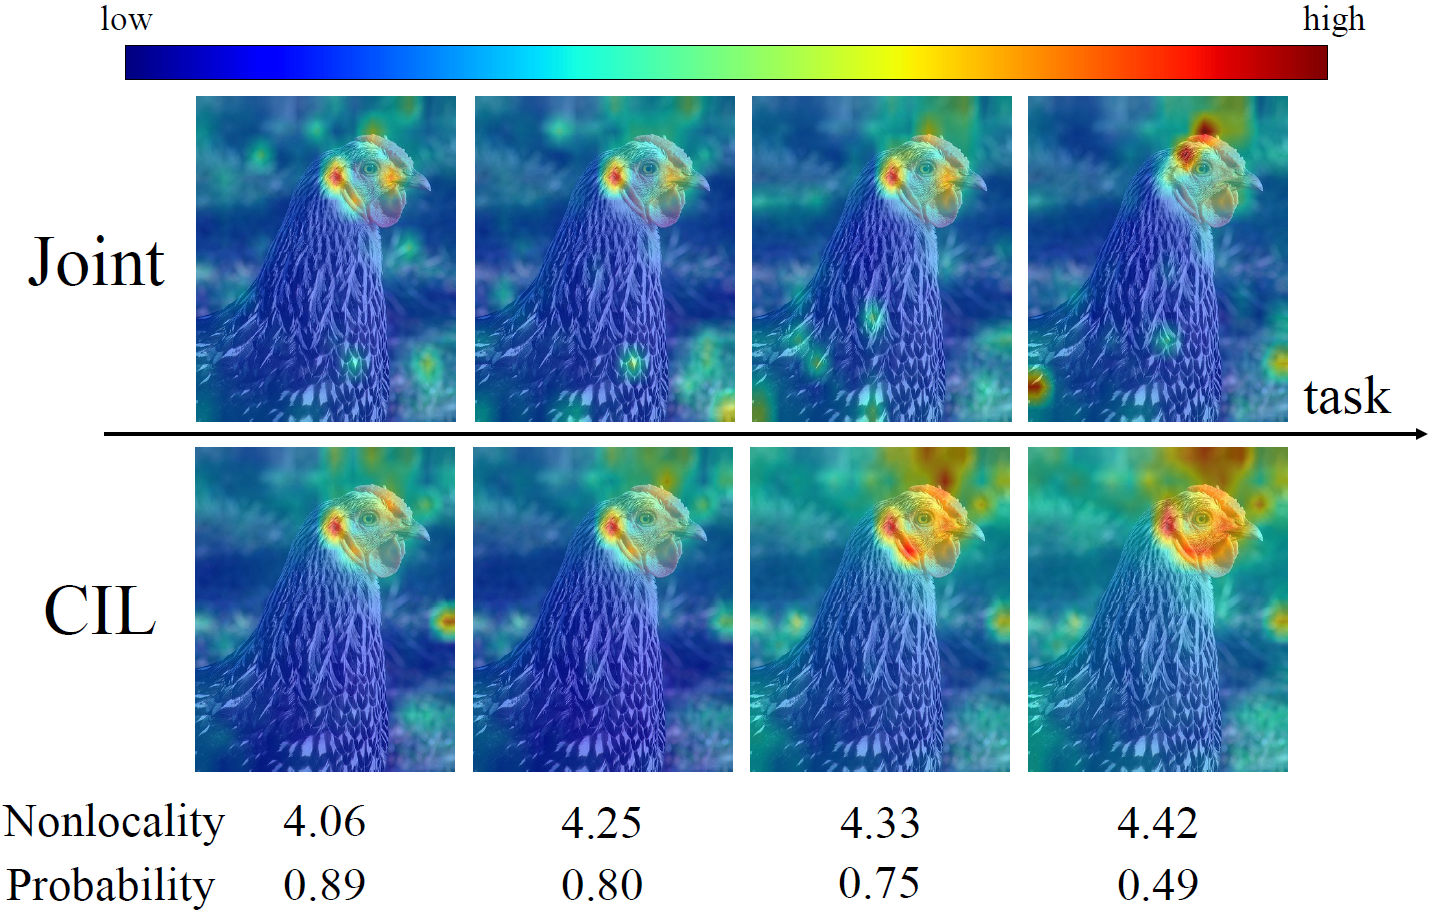 low high
Joint
task
CIL
Nonlocality 4.06 4.25 4.33 4.42
Probability 0.89 0.80 0.75 0.49